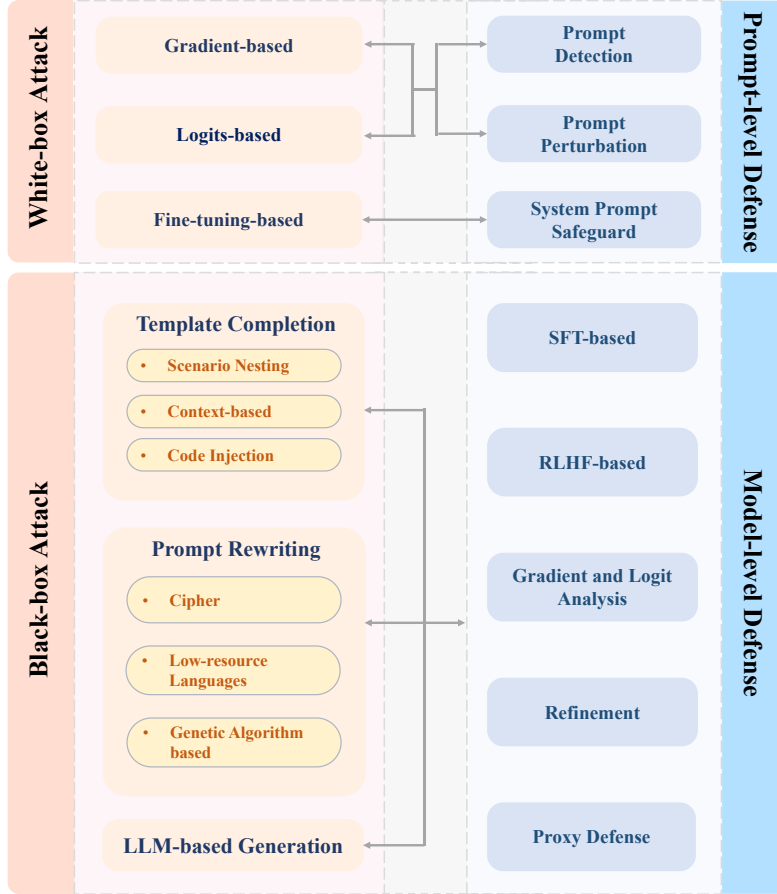 White-box Attack
Gradient-based
Logits-based
Fine-tuning-based
Prompt
Detection
Prompt
Perturbation
System Prompt
Safeguard
Prompt-level Defense
Black-box Attack
Template Completion
• Scenario Nesting
• Context-based
• Code Injection
Prompt Rewriting
• Cipher
• Low-resource
Languages
• Genetic Algorithm
based
LLM-based Generation
SFT-based
RLHF-based
Gradient and Logit
Analysis
Refinement
Proxy Defense
Model-level Defense